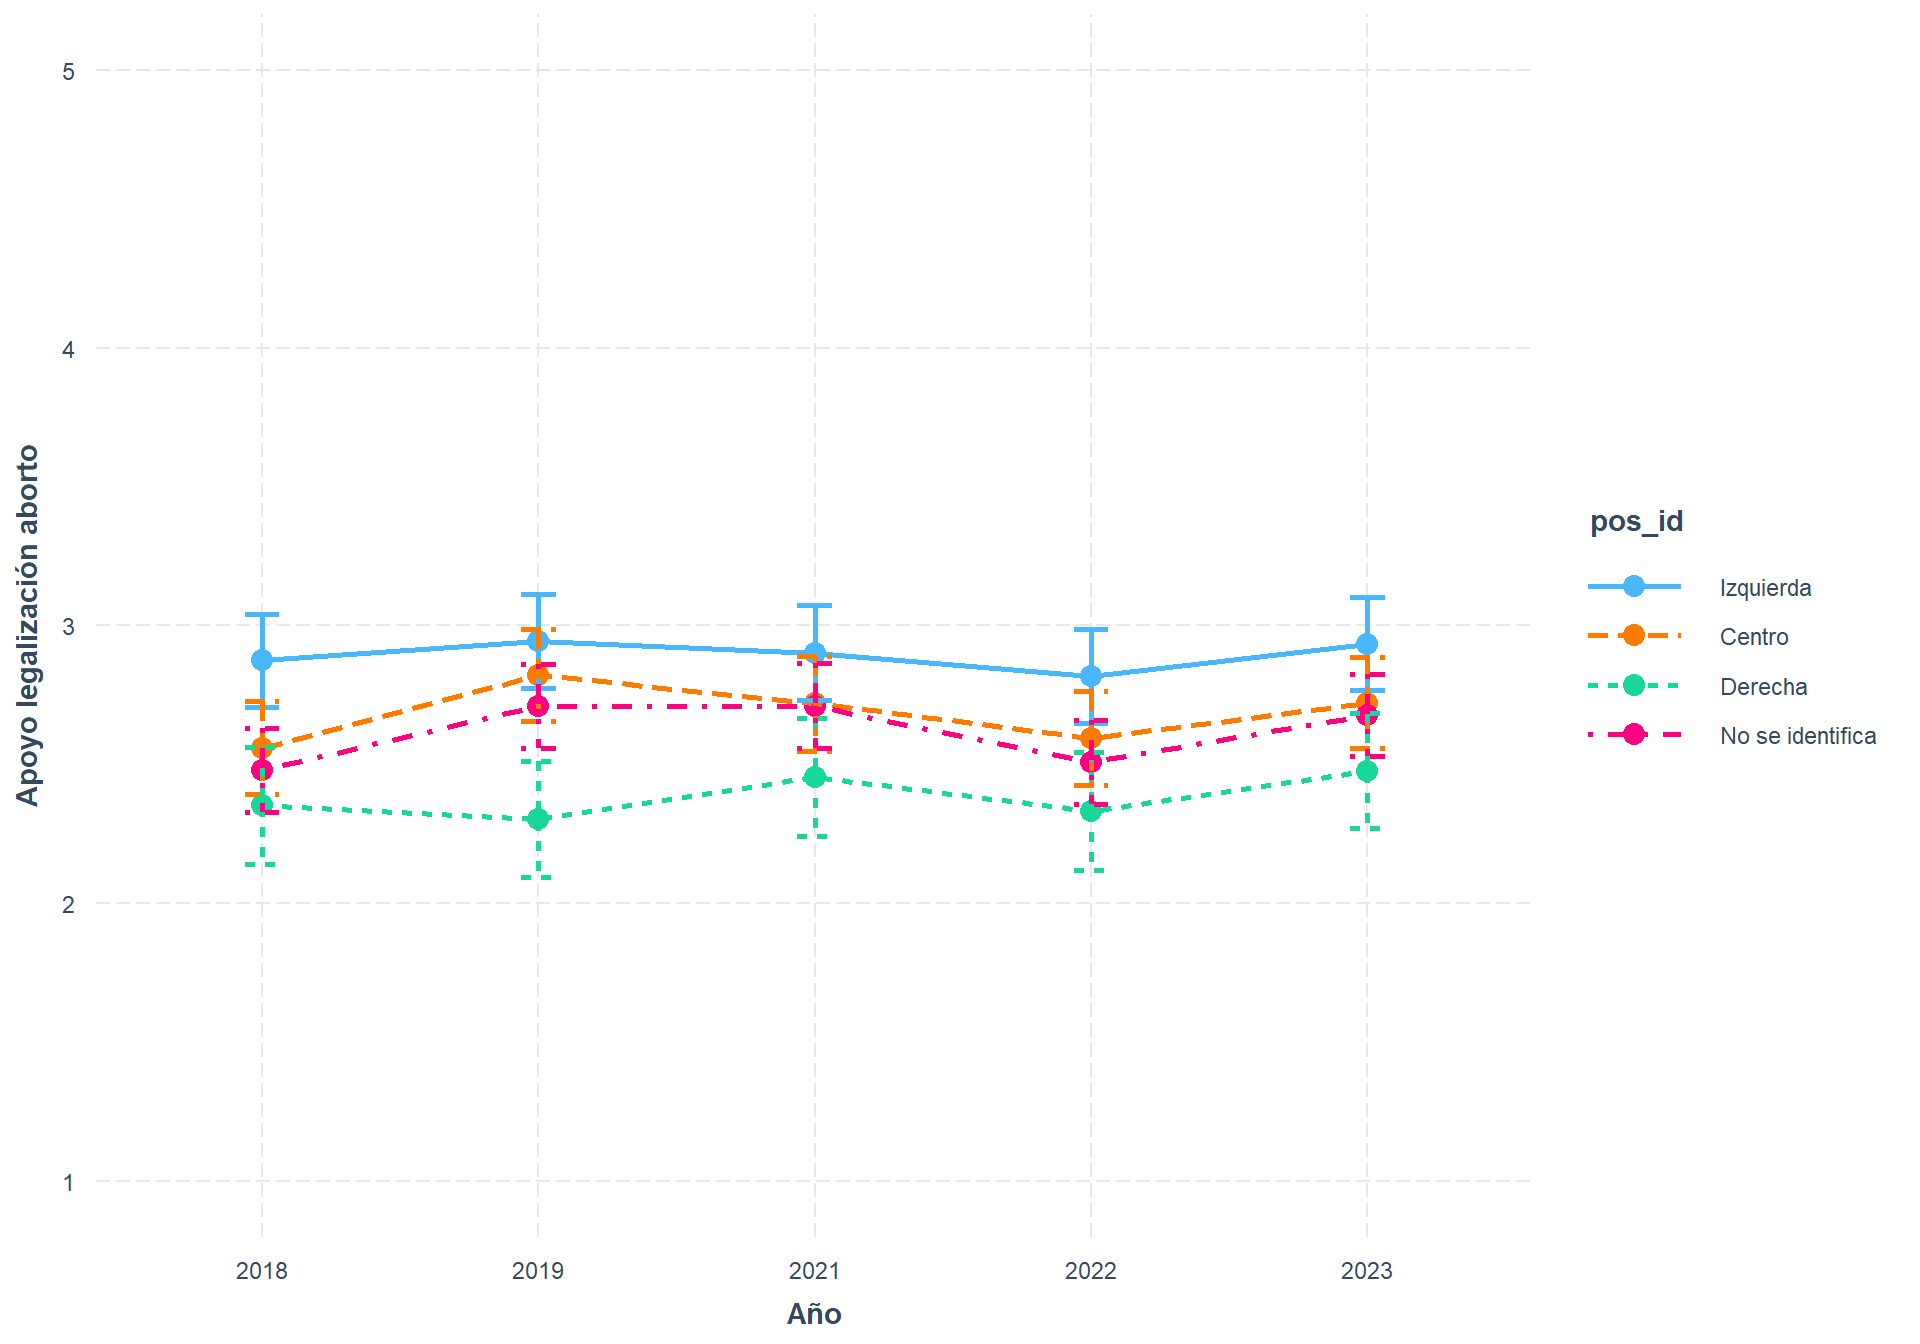 5
4
3
2
1
Apoyo legalización aborto
2018 2019 2021 2022 2023
Año
pos_id
Izquierda
Centro
Derecha
No se identifica